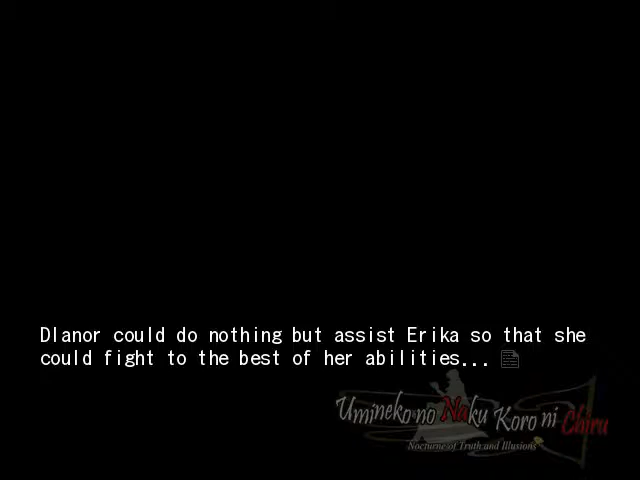 Dlanor could do nothing but assist Erika so that she
could fight to the best of her abilities...
Umineko no Naku Koro ni Chiru
Nocturne of Truth and Illusions